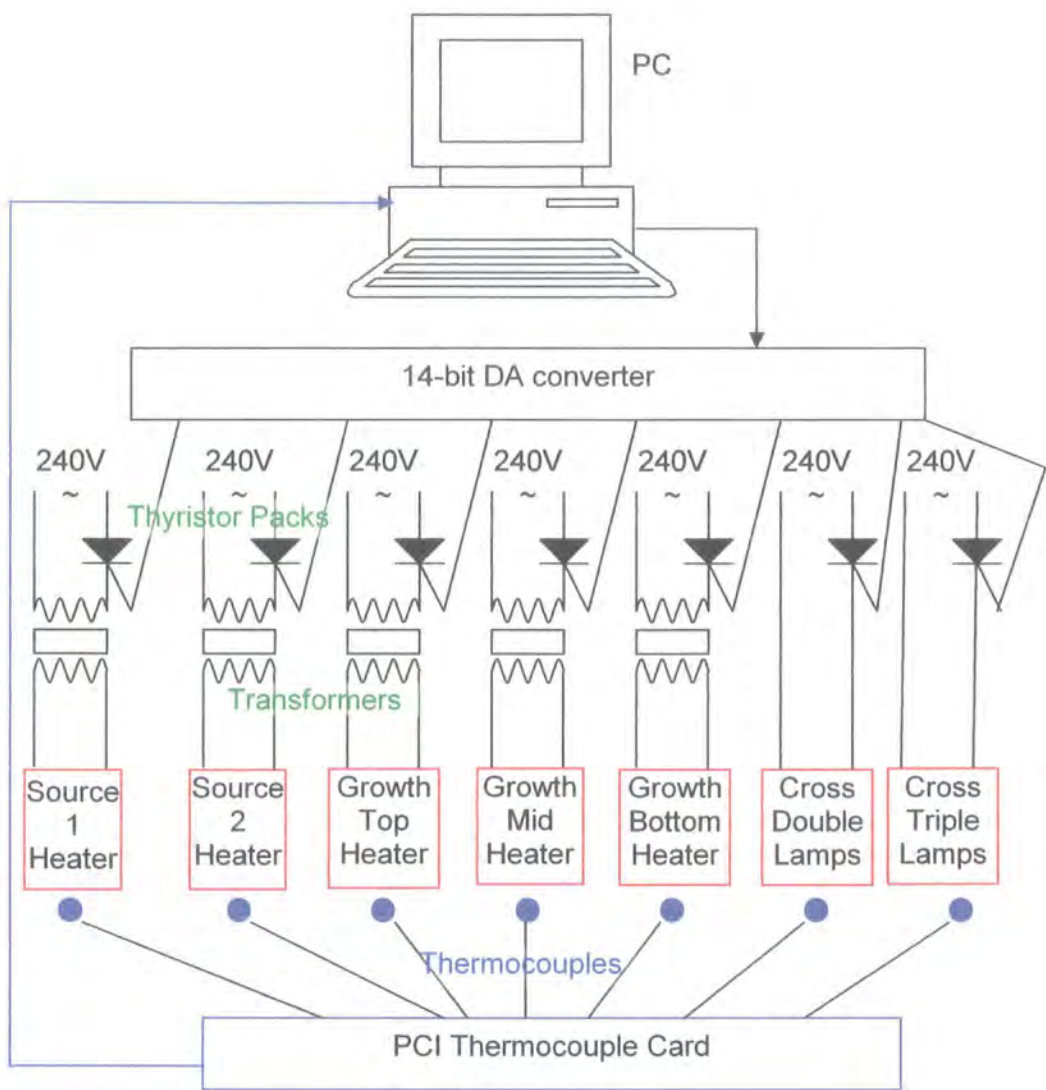 PC
14-bit DA converter
240V 240V 240V 240V 240V 240V 240V
~ ~ ~ ~ ~ ~ ~
Thyristor Packs
Transformers
Source
1
Heater
Source
2
Heater
Growth
Top
Heater
Growth
Mid
Heater
Growth
Bottom
Heater
Cross
Double
Lamps
Cross
Triple
Lamps
Thermocouples
PCI Thermocouple Card